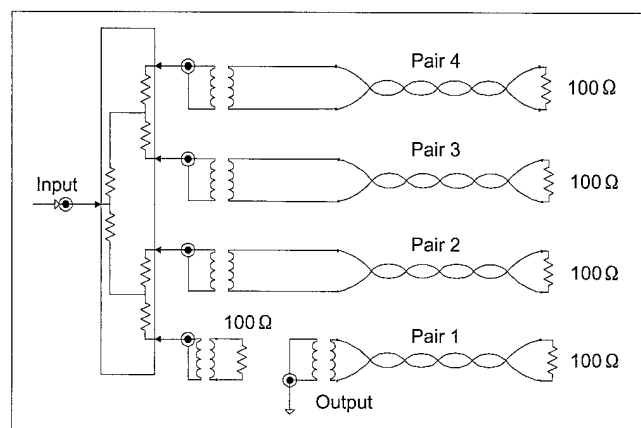 Pair 4
100 Ω
Pair 3
100 Ω
Input
Pair 2
100 Ω
100 Ω
Pair 1
100 Ω
Output